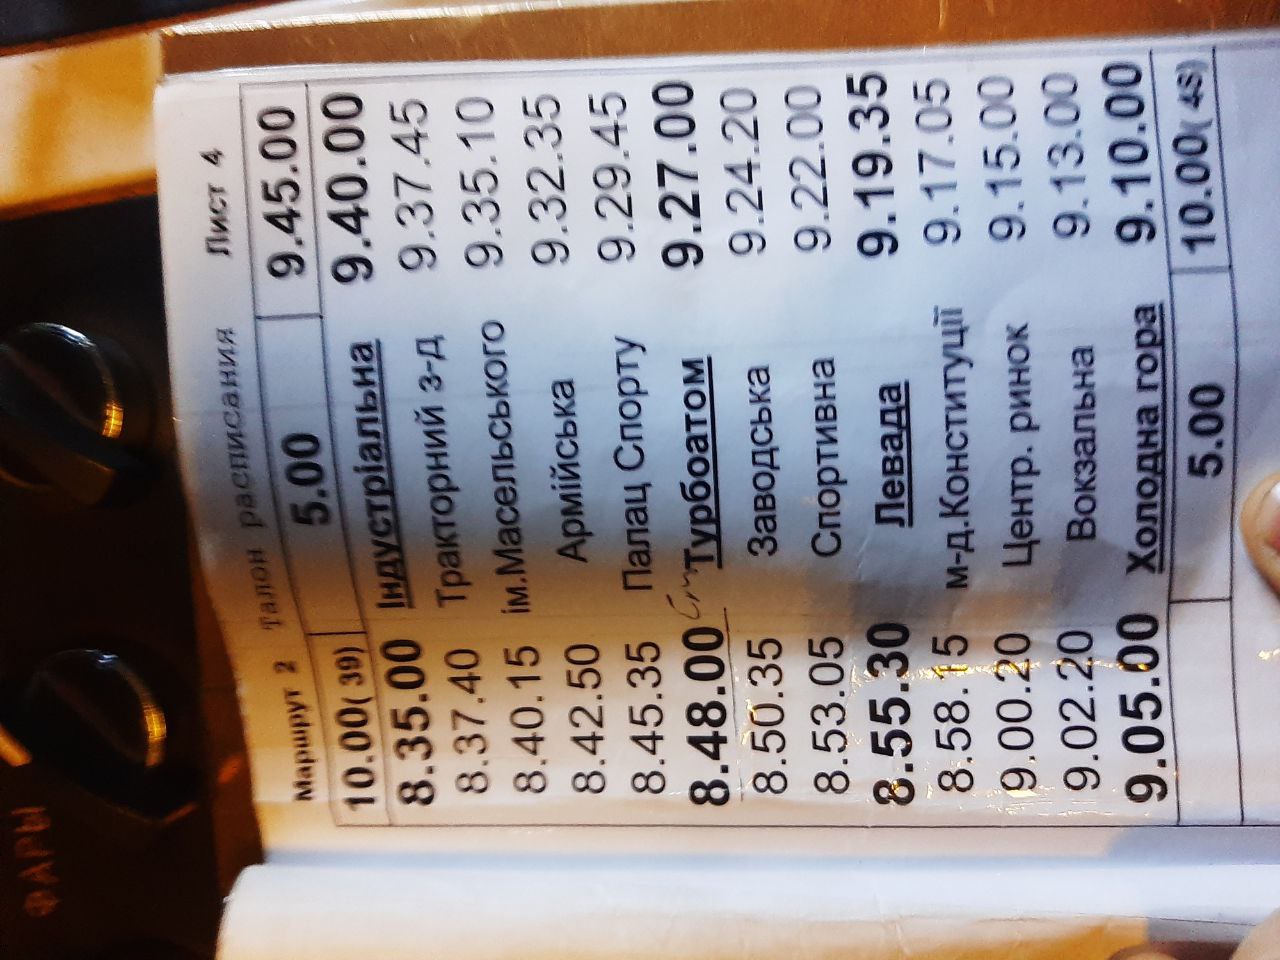 ФАРЫ
Маршрут 2 Талон расписания Лист 4
10.00( 39) 5.00 9.45.00
8.35.00 Індустріальна 9.40.00
8.37.40 Тракторний з-д 9.37.45
8.40.15 ім.Масельського 9.35.10
8.42.50 Армійська 9.32.35
8.45.35 Палац Спорту 9.29.45
8.48.00 Турбоатом 9.27.00
8.50.35 Заводська 9.24.20
8.53.05 Спортивна 9.22.00
8.55.30 Левада 9.19.35
8.58.15 м-д.Конституції 9.17.05
9.00.20 Центр. ринок 9.15.00
9.02.20 Вокзальна 9.13.00
9.05.00 Холодна гора 9.10.00
5.00 10.00( 48)